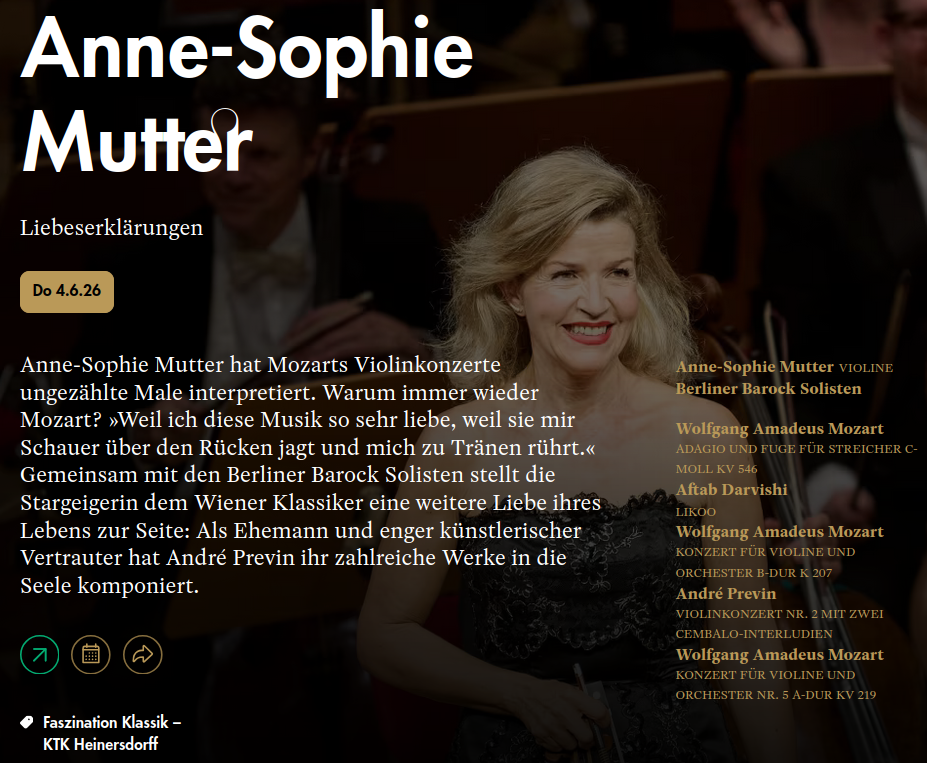 Anne-Sophie
Mutter
Liebeserklärungen
Do 4.6.26
Anne-Sophie Mutter hat Mozarts Violinkonzerte
ungezählte Male interpretiert. Warum immer wieder
Mozart? »Weil ich diese Musik so sehr liebe, weil sie mir
Schauer über den Rücken jagt und mich zu Tränen rührt.«
Gemeinsam mit den Berliner Barock Solisten stellt die
Stargeigerin dem Wiener Klassiker eine weitere Liebe ihres
Lebens zur Seite: Als Ehemann und enger künstlerischer
Vertrauter hat André Previn ihr zahlreiche Werke in die
Seele komponiert.
Faszination Klassik –
KTK Heinersdorff
Anne-Sophie Mutter VIOLINE
Berliner Barock Solisten
Wolfgang Amadeus Mozart
ADAGIO UND FUGE FÜR STREICHER C-
MOLL KV 546
Aftab Darvishi
LIKOO
Wolfgang Amadeus Mozart
KONZERT FÜR VIOLINE UND
ORCHESTER B-DUR K 207
André Previn
VIOLINKONZERT NR. 2 MIT ZWEI
CEMBALO-INTERLUDIEN
Wolfgang Amadeus Mozart
KONZERT FÜR VIOLINE UND
ORCHESTER NR. 5 A-DUR KV 219